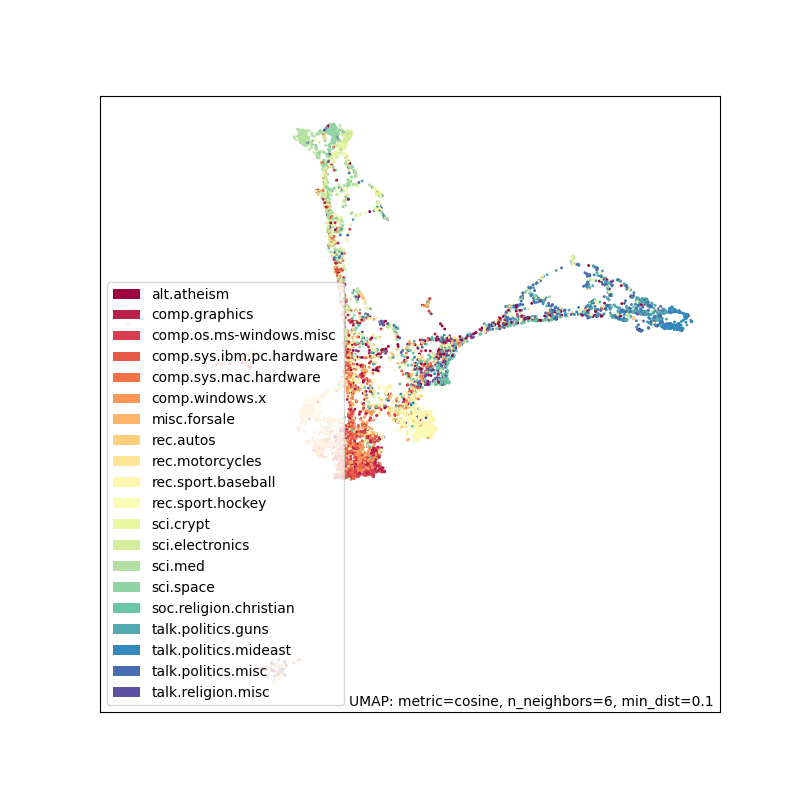 alt.atheism
comp.graphics
comp.os.ms-windows.misc
comp.sys.ibm.pc.hardware
comp.sys.mac.hardware
comp.windows.x
misc.forsale
rec.autos
rec.motorcycles
rec.sport.baseball
rec.sport.hockey
sci.crypt
sci.electronics
sci.med
sci.space
soc.religion.christian
talk.politics.guns
talk.politics.mideast
talk.politics.misc
talk.religion.misc
UMAP: metric=cosine, n_neighbors=6, min_dist=0.1